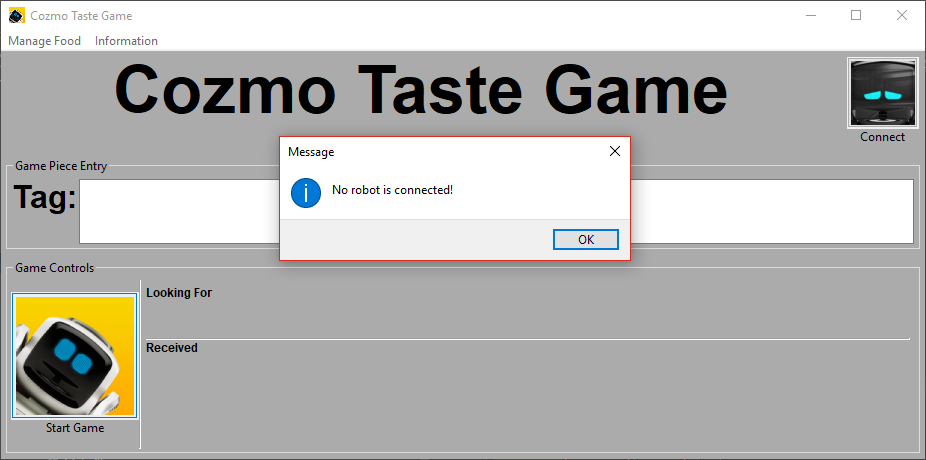 Cozmo Taste Game
Manage Food Information
Cozmo Taste Game
Connect
Message
No robot is connected!
OK
Game Piece Entry
Tag:
Game Controls
Looking For
Received
Start Game